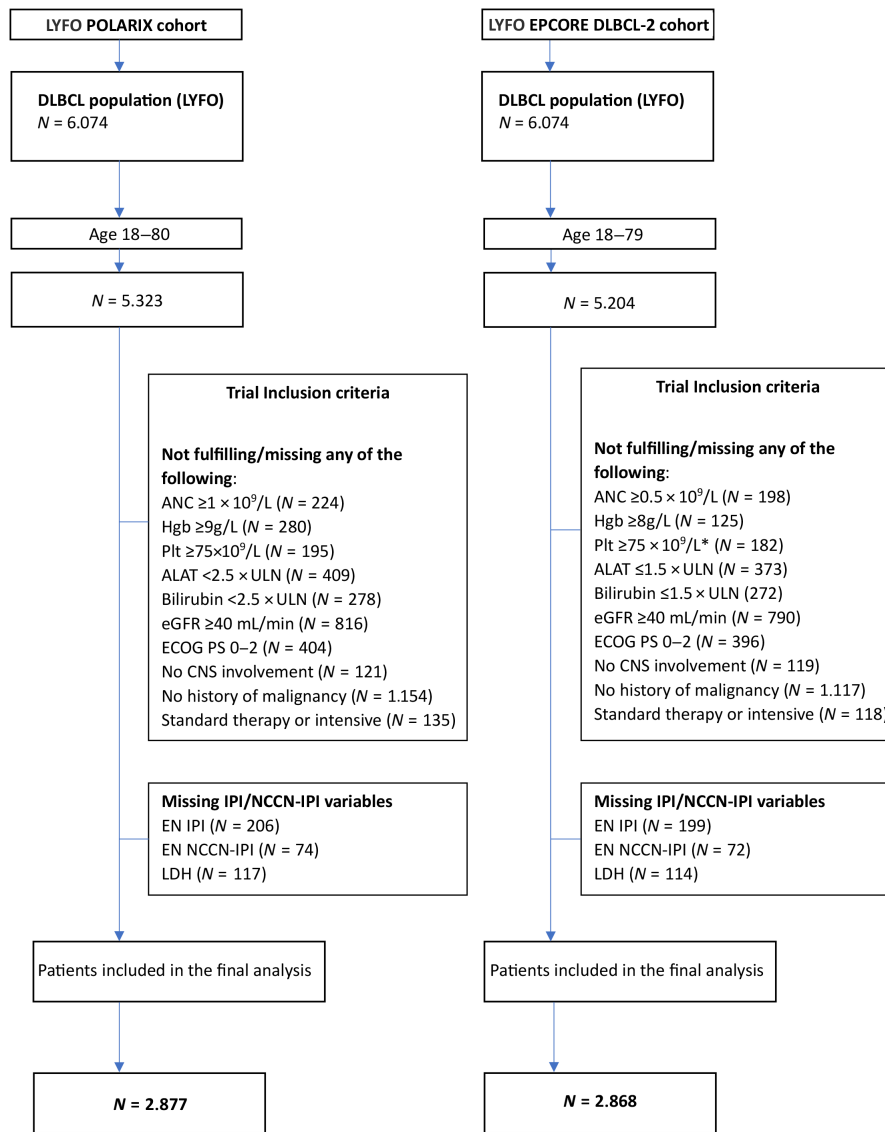 LYFO POLARIX cohort
DLBCL population (LYFO)
N = 6.074
Age 18–80
N = 5.323
Trial Inclusion criteria
Not fulfilling/missing any of the
following:
ANC ≥1 × 10⁹/L (N = 224)
Hgb ≥9g/L (N = 280)
Plt ≥75×10⁹/L (N = 195)
ALAT <2.5 × ULN (N = 409)
Bilirubin <2.5 × ULN (N = 278)
eGFR ≥40 mL/min (N = 816)
ECOG PS 0–2 (N = 404)
No CNS involvement (N = 121)
No history of malignancy (N = 1.154)
Standard therapy or intensive (N = 135)
Missing IPI/NCCN-IPI variables
EN IPI (N = 206)
EN NCCN-IPI (N = 74)
LDH (N = 117)
Patients included in the final analysis
N = 2.877
LYFO EPCORE DLBCL-2 cohort
DLBCL population (LYFO)
N = 6.074
Age 18–79
N = 5.204
Trial Inclusion criteria
Not fulfilling/missing any of the
following:
ANC ≥0.5 × 10⁹/L (N = 198)
Hgb ≥8g/L (N = 125)
Plt ≥75 × 10⁹/L* (N = 182)
ALAT ≤1.5 × ULN (N = 373)
Bilirubin ≤1.5 × ULN (272)
eGFR ≥40 mL/min (N = 790)
ECOG PS 0–2 (N = 396)
No CNS involvement (N = 119)
No history of malignancy (N = 1.117)
Standard therapy or intensive (N = 118)
Missing IPI/NCCN-IPI variables
EN IPI (N = 199)
EN NCCN-IPI (N = 72)
LDH (N = 114)
Patients included in the final analysis
N = 2.868